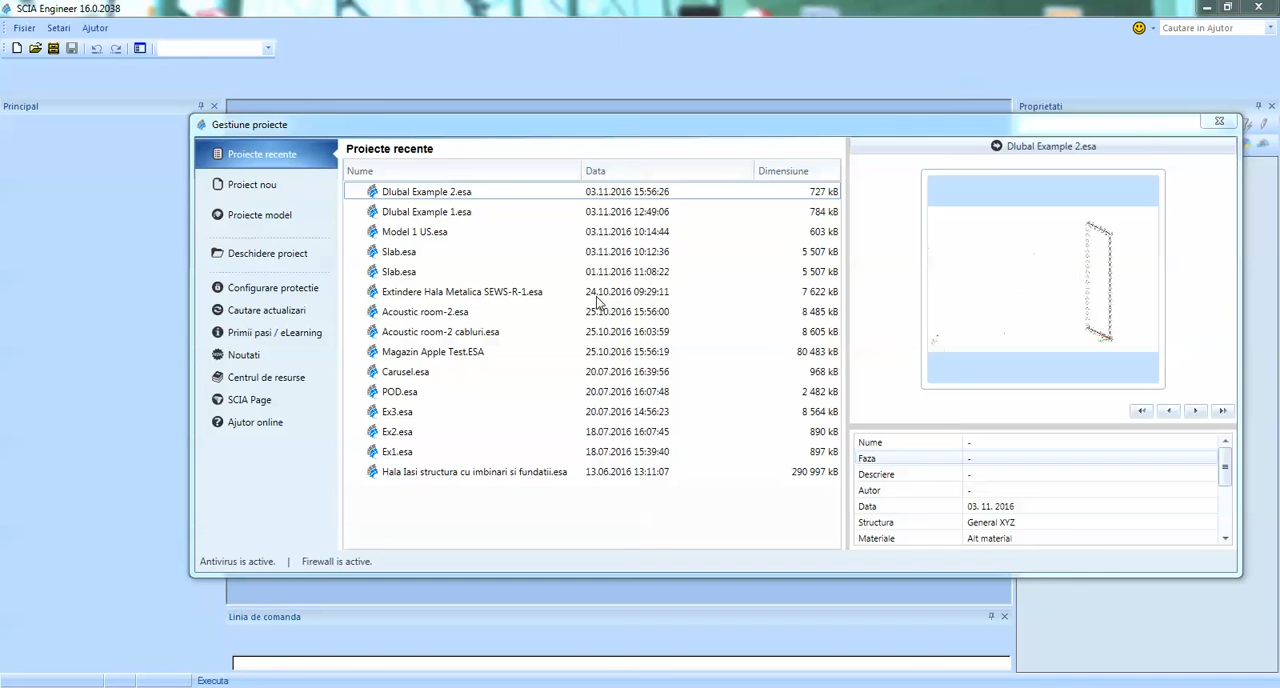 SCIA Engineer 16.0.2038
Fisier Setari Ajutor
Cautare in Ajutor
Principal
Proprietati
Gestiune proiecte
Proiecte recente
Proiect nou
Proiecte model
Deschidere proiect
Configurare protectie
Cautare actualizari
Primii pasi / eLearning
Noutati
Centrul de resurse
SCIA Page
Ajutor online
Proiecte recente
Nume Data Dimensiune
Dlubal Example 2.esa 03.11.2016 15:56:26 727 kB
Dlubal Example 1.esa 03.11.2016 12:49:06 784 kB
Model 1 US.esa 03.11.2016 10:14:44 603 kB
Slab.esa 03.11.2016 10:12:36 5 507 kB
Slab.esa 01.11.2016 11:08:22 5 507 kB
Extindere Hala Metalica SEWS-R-1.esa 24.10.2016 09:29:11 7 622 kB
Acoustic room-2.esa 25.10.2016 15:56:00 8 485 kB
Acoustic room-2 cabluri.esa 25.10.2016 16:03:59 8 605 kB
Magazin Apple Test.ESA 25.10.2016 15:56:19 80 483 kB
Carusel.esa 20.07.2016 16:39:56 968 kB
POD.esa 20.07.2016 16:07:48 2 482 kB
Ex3.esa 20.07.2016 14:56:23 8 564 kB
Ex2.esa 18.07.2016 16:07:45 890 kB
Ex1.esa 18.07.2016 15:39:40 897 kB
Hala Iasi structura cu imbinari si fundatii.esa 13.06.2016 13:11:07 290 997 kB
Dlubal Example 2.esa
Nume -
Faza -
Descriere -
Autor -
Data 03. 11. 2016
Structura General XYZ
Materiale Alt material
Antivirus is active. | Firewall is active.
Linia de comanda
Executa